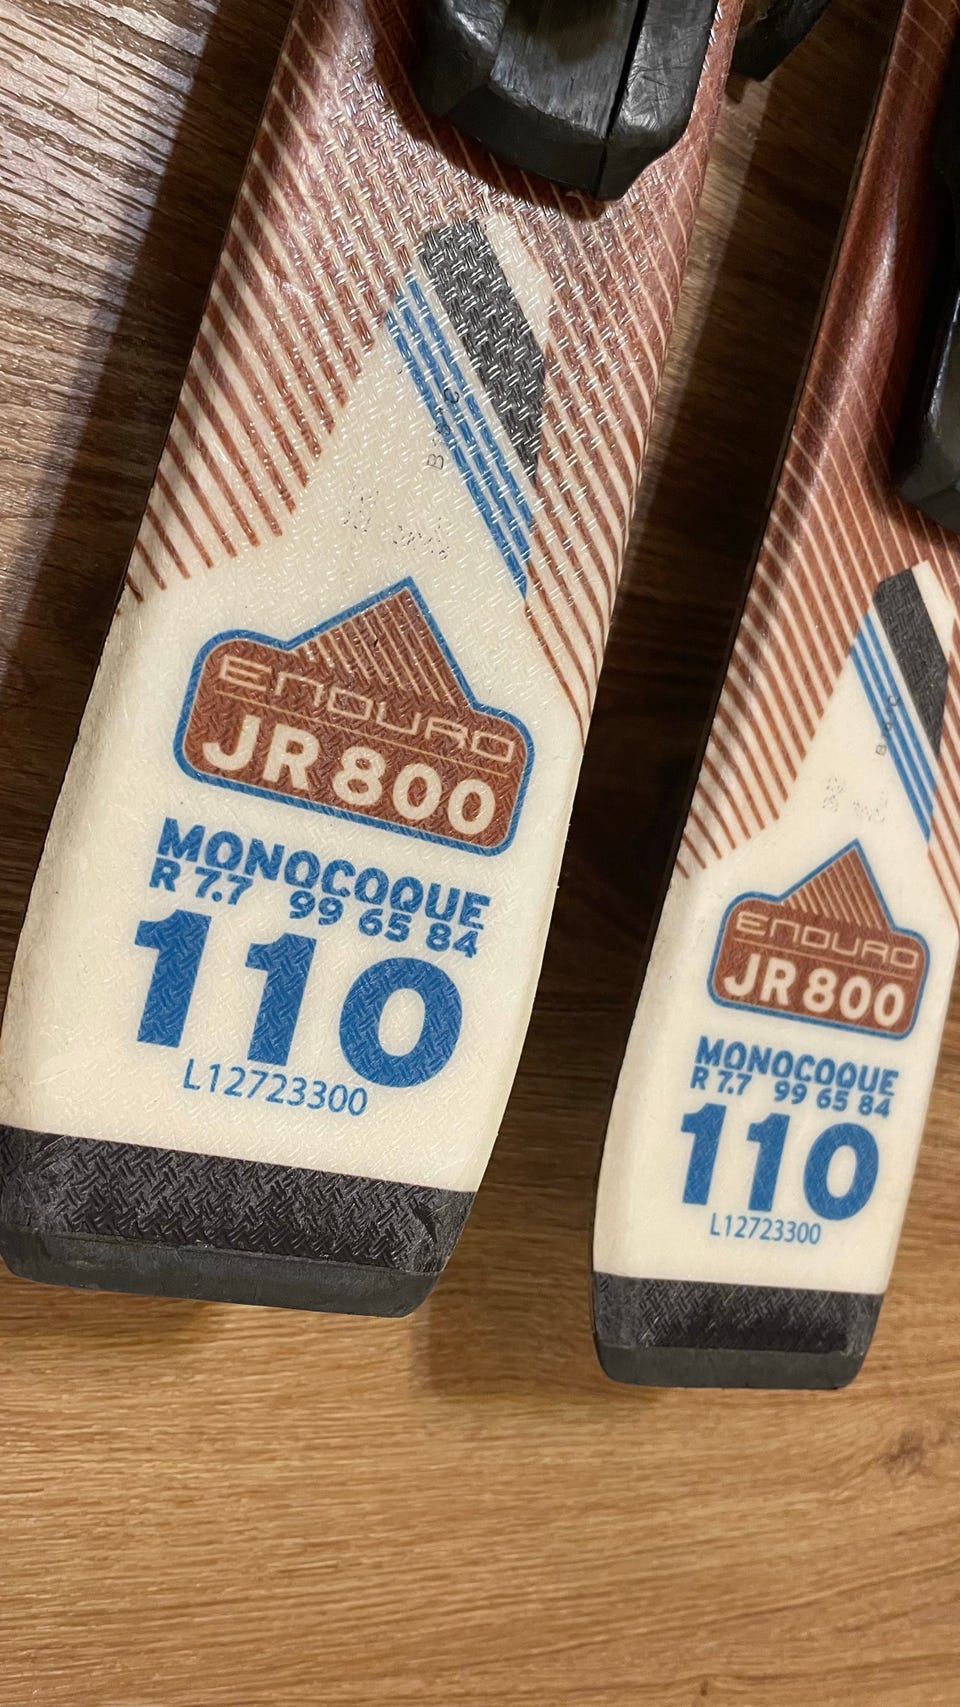 ENDURO
JR800
MONOCOQUE
R 7.7 99 65 84
110
L12723300
ENDURO
JR800
MONOCOQUE
R 7.7 99 65 84
110
L12723300